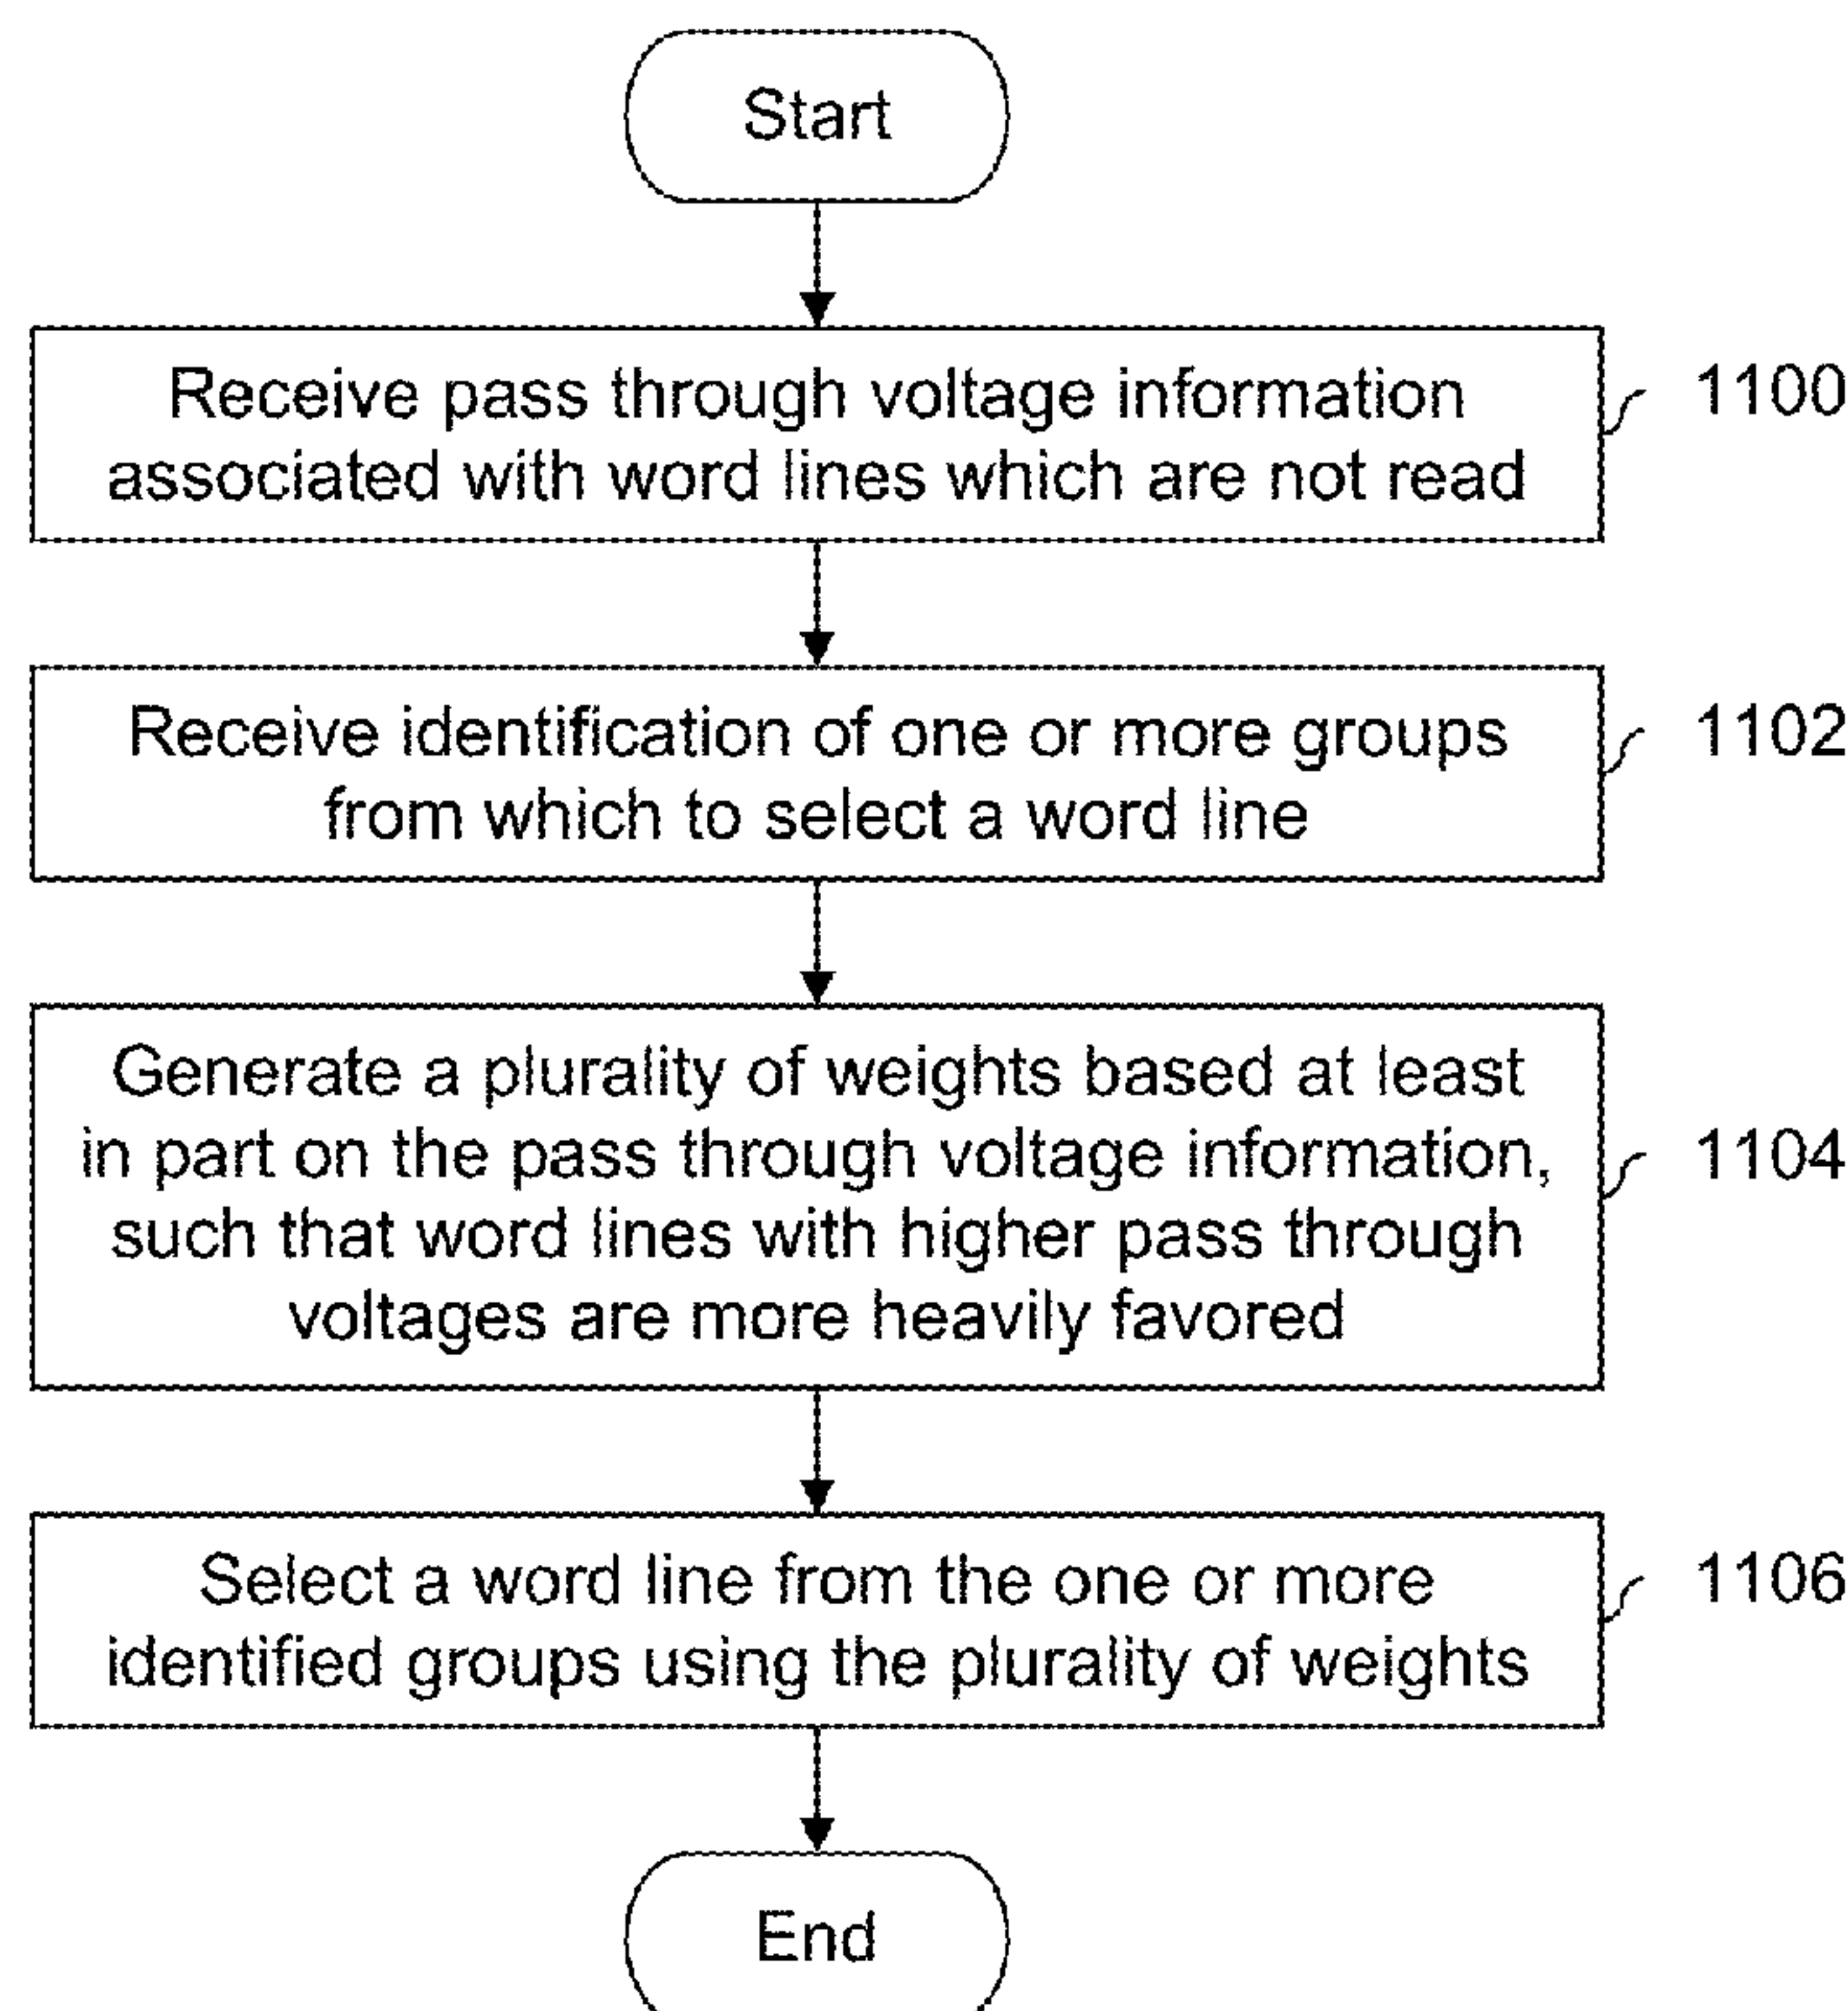 Start
Receive pass through voltage information
associated with word lines which are not read
1100
Receive identification of one or more groups
from which to select a word line
1102
Generate a plurality of weights based at least
in part on the pass through voltage information,
such that word lines with higher pass through
voltages are more heavily favored
1104
Select a word line from the one or more
identified groups using the plurality of weights
1106
End